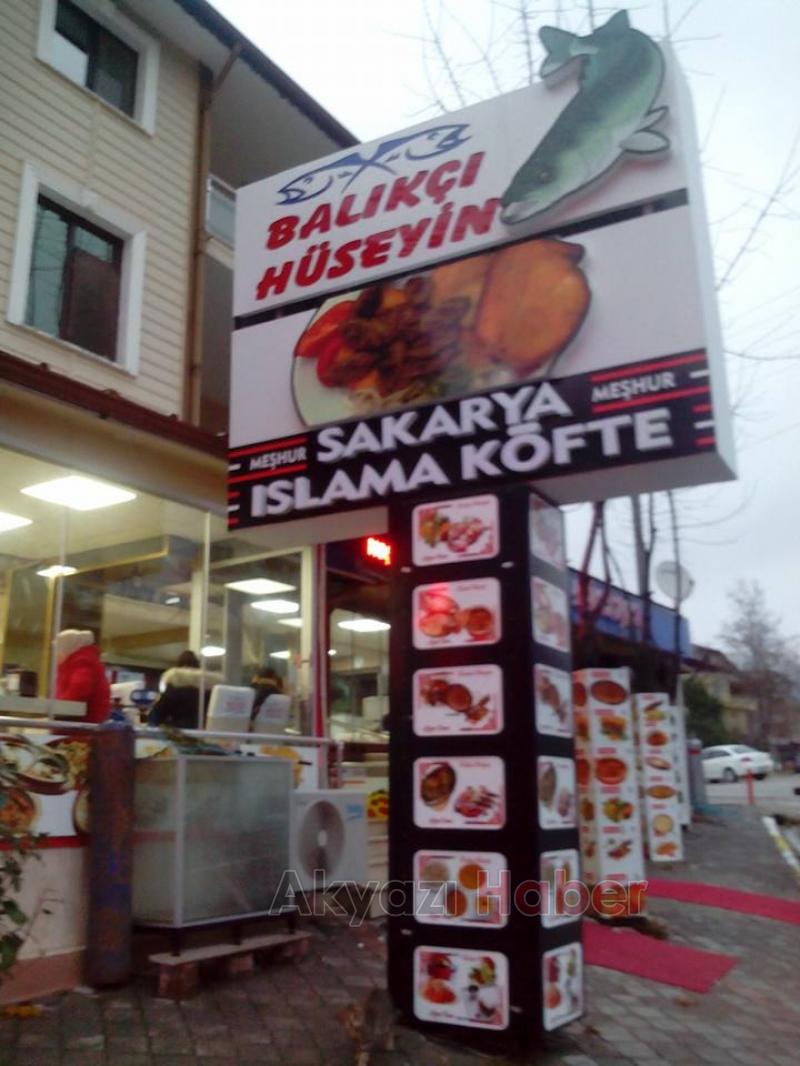 BALIKÇI
HÜSEYİN
MEŞHUR SAKARYA MEŞHUR
ISLAMA KÖFTE
Akyazı Haber